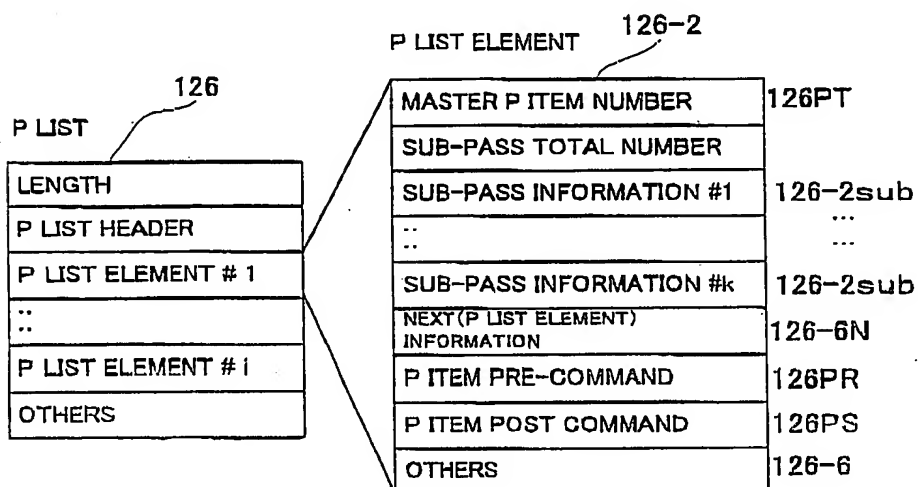 126
P LIST
LENGTH
P LIST HEADER
P LIST ELEMENT # 1
::
P LIST ELEMENT # i
OTHERS
126-2
P LIST ELEMENT
MASTER P ITEM NUMBER 126PT
SUB-PASS TOTAL NUMBER
SUB-PASS INFORMATION #1 126-2sub
:: ...
...
SUB-PASS INFORMATION #k 126-2sub
NEXT(P LIST ELEMENT)
INFORMATION 126-6N
P ITEM PRE-COMMAND 126PR
P ITEM POST COMMAND 126PS
OTHERS 126-6